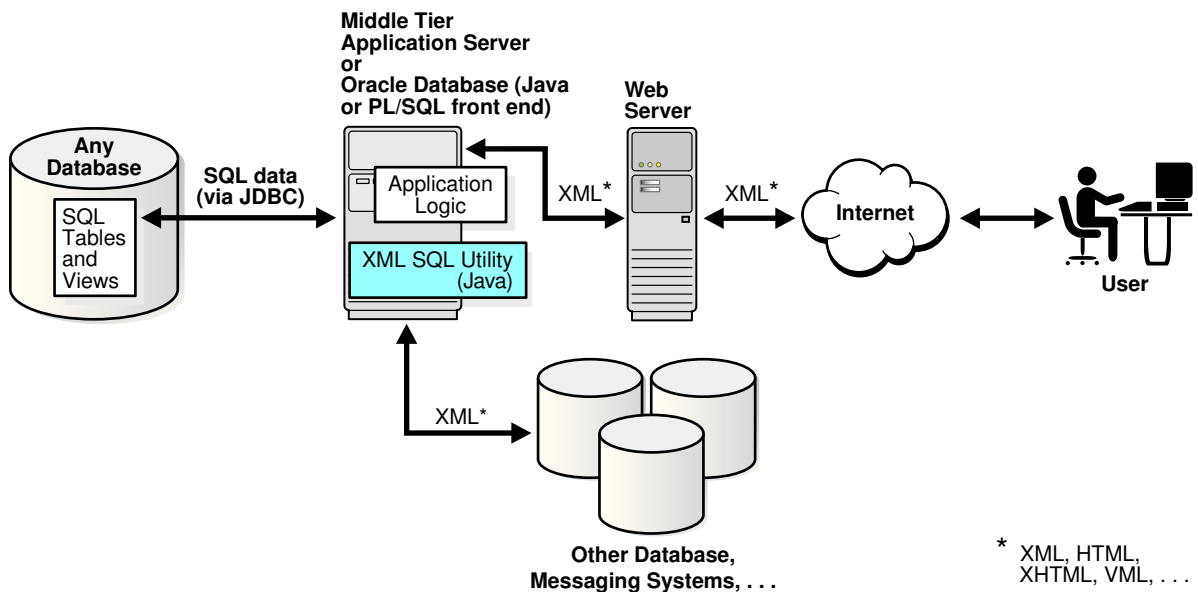 Middle Tier
Application Server
or
Oracle Database (Java
or PL/SQL front end)
Web
Server
Any
Database
SQL data
(via JDBC)
SQL
Tables
and
Views
Application
Logic
XML SQL Utility
(Java)
XML*
XML*
Internet
User
XML*
Other Database,
Messaging Systems, . . .
* XML, HTML,
XHTML, VML, . . .